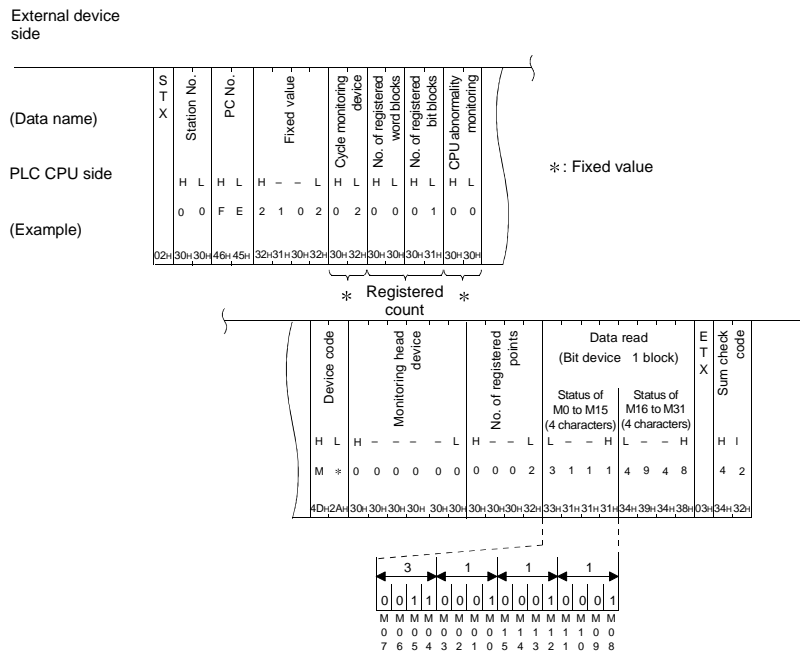 External device
side
(Data name)
PLC CPU side
(Example)
S
T
X
Station No.
PC No.
Fixed value
Cycle monitoring
device
No. of registered
word blocks
No. of registered
bit blocks
CPU abnormality
monitoring
H L H L H – – L H L H L H L H L
0 0 F E 2 1 0 2 0 2 0 0 0 1 0 0
02H 30H 30H 46H 45H 32H 31H 30H 32H 30H 32H 30H 30H 30H 31H 30H 30H
* Registered *
count
*: Fixed value
Device code
Monitoring head
device
No. of registered
points
Data read
(Bit device 1 block)
Status of
M0 to M15
(4 characters)
Status of
M16 to M31
(4 characters)
E
T
X
Sum check
code
H L H – – – – L H – – L L – – H L – – H H l
M * 0 0 0 0 0 0 0 0 0 2 3 1 1 1 4 9 4 8 4 2
4DH 2AH 30H 30H 30H 30H 30H 30H 30H 30H 30H 32H 33H 31H 31H 31H 34H 39H 34H 38H 03H 34H 32H
3 1 1 1
0 0 1 1 0 0 0 1 0 0 0 1 0 0 0 1
M M M M M M M M M M M M M M M M
0 0 0 0 0 0 0 0 1 1 1 1 1 1 0 0
7 6 5 4 3 2 1 0 5 4 3 2 1 0 9 8